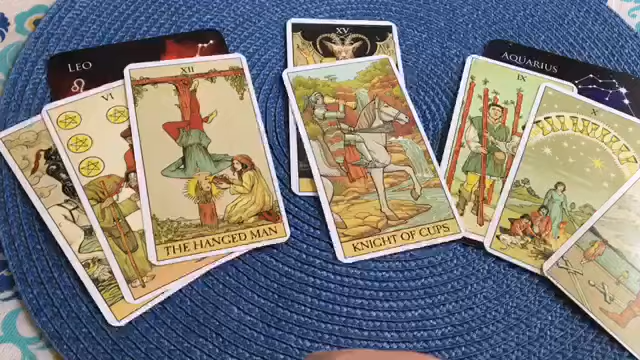 LEO
XV
AQUARIUS
XII
VI
IX
X
THE HANGED MAN
KNIGHT OF CUPS